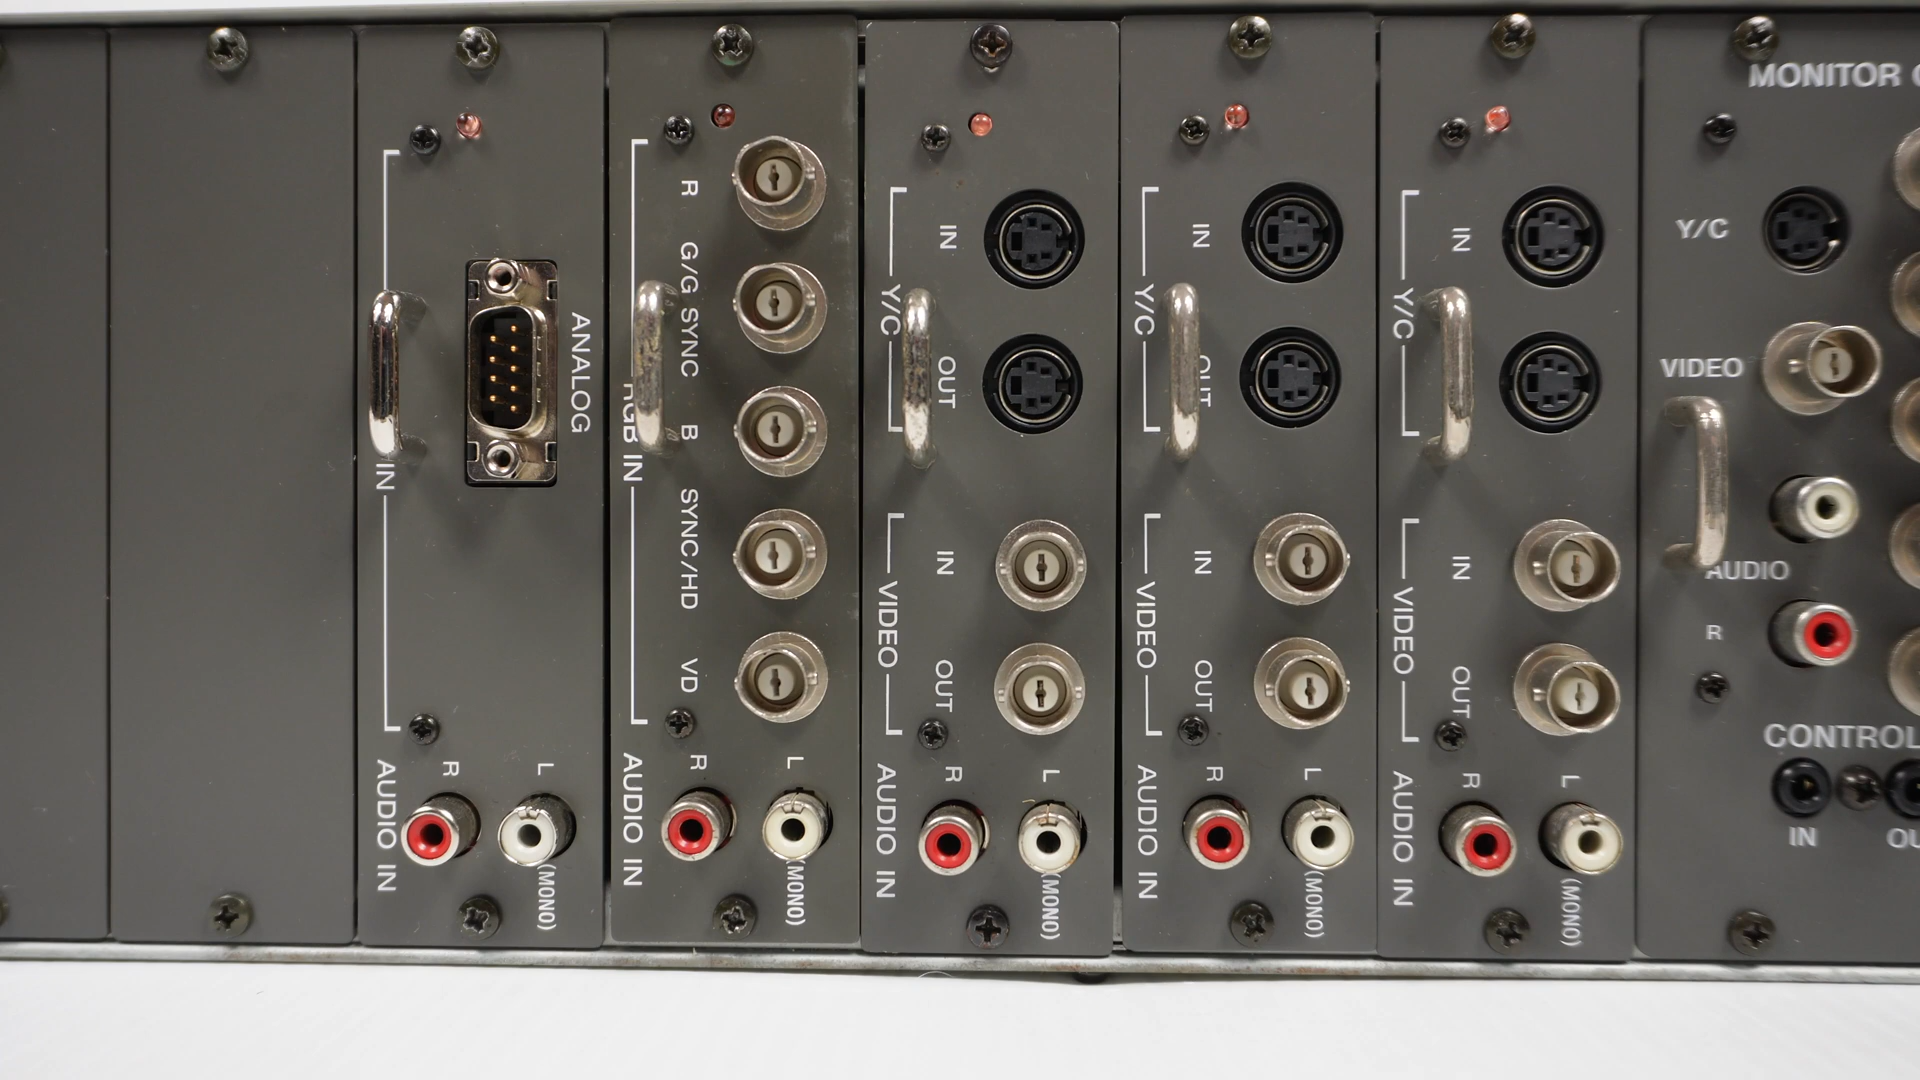 IN
ANALOG
AUDIO IN
R
L
(MONO)
RGB IN
R
G/G SYNC
B
SYNC/HD
VD
AUDIO IN
R
L
(MONO)
Y/C
IN
OUT
VIDEO
IN
OUT
AUDIO IN
R
L
(MONO)
Y/C
IN
OUT
VIDEO
IN
OUT
AUDIO IN
R
L
(MONO)
Y/C
IN
OUT
VIDEO
IN
OUT
AUDIO IN
R
L
(MONO)
MONITOR
Y/C
VIDEO
AUDIO
R
CONTROL
IN